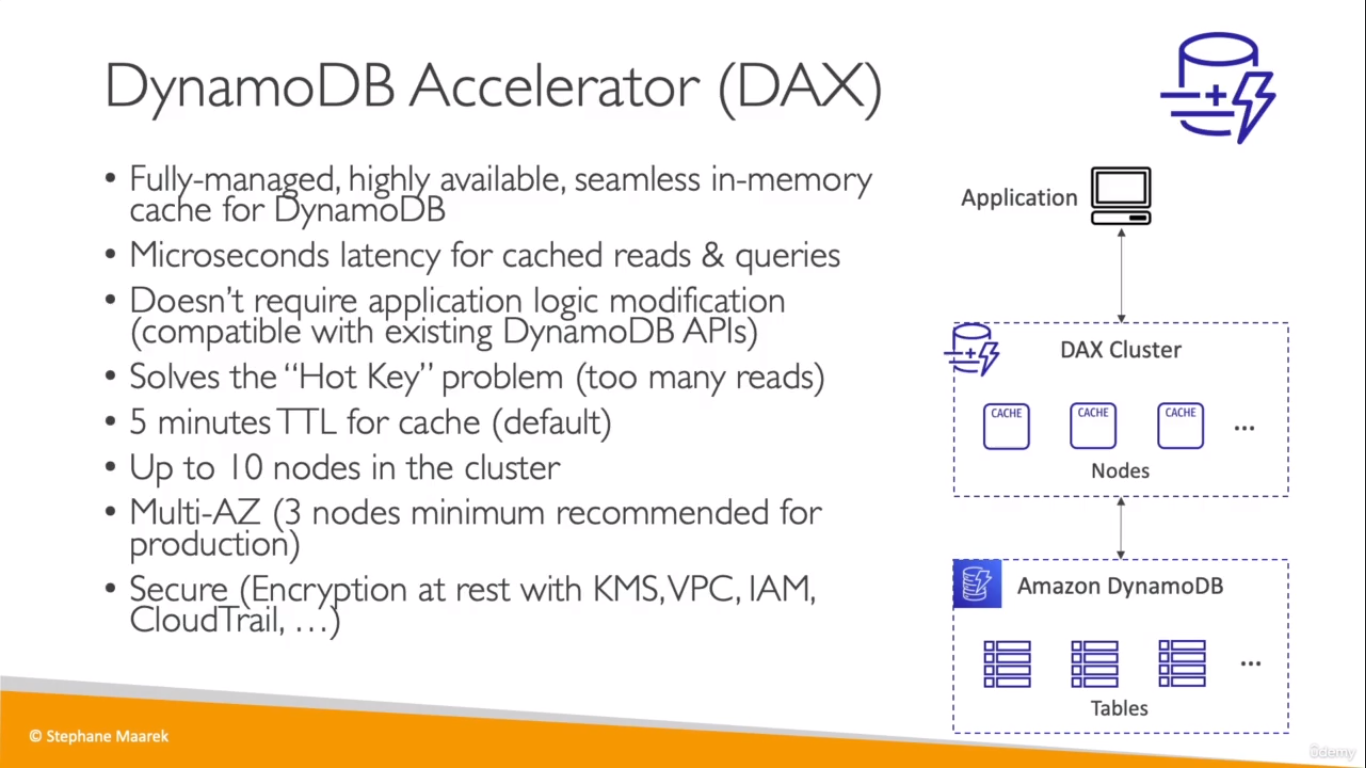 DynamoDB Accelerator (DAX)
• Fully-managed, highly available, seamless in-memory
cache for DynamoDB
• Microseconds latency for cached reads & queries
• Doesn't require application logic modification
(compatible with existing DynamoDB APIs)
• Solves the “Hot Key” problem (too many reads)
• 5 minutes TTL for cache (default)
• Up to 10 nodes in the cluster
• Multi-AZ (3 nodes minimum recommended for
production)
• Secure (Encryption at rest with KMS, VPC, IAM,
CloudTrail, …)
Application
DAX Cluster
CACHE CACHE CACHE ...
Nodes
Amazon DynamoDB
...
Tables
© Stephane Maarek
ûdemy